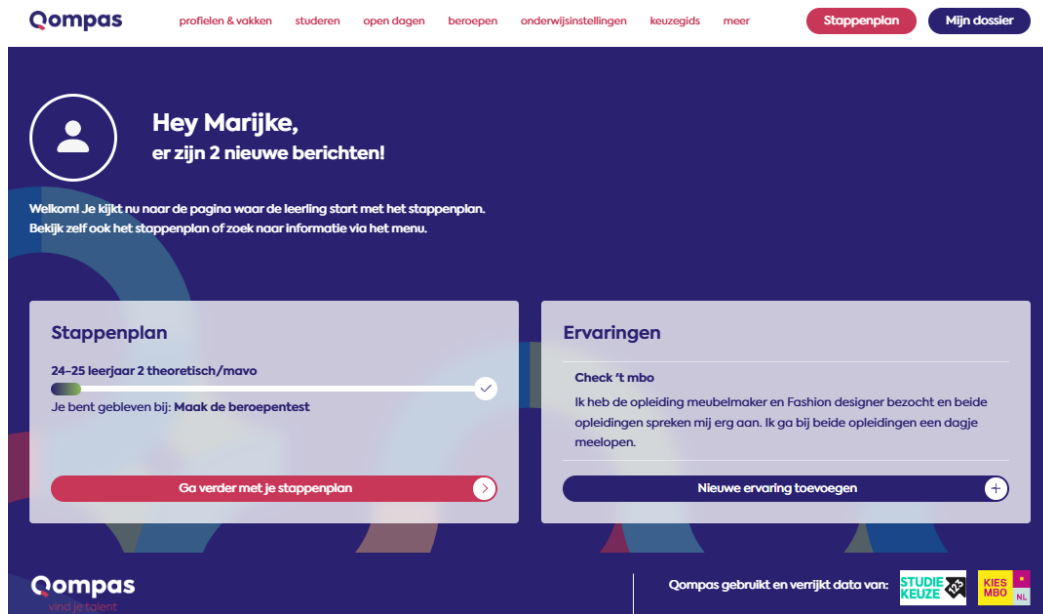 Qompas
profielen & vakken studeren open dagen beroepen onderwijsinstellingen keuzegids meer Stappenplan Mijn dossier
Hey Marijke,
er zijn 2 nieuwe berichten!
Welkom! Je kijkt nu naar de pagina waar de leerling start met het stappenplan.
Bekijk zelf ook het stappenplan of zoek naar informatie via het menu.
Stappenplan
24-25 leerjaar 2 theoretisch/mavo
Je bent gebleven bij: Maak de beroepentest
Ga verder met je stappenplan
Ervaringen
Check 't mbo
Ik heb de opleiding meubelmaker en Fashion designer bezocht en beide
opleidingen spreken mij erg aan. Ik ga bij beide opleidingen een dagje
meelopen.
Nieuwe ervaring toevoegen
Qompas
vind je talent
Qompas gebruikt en verrijkt data van:
STUDIE
KEUZE 123
KIES
MBO
NL